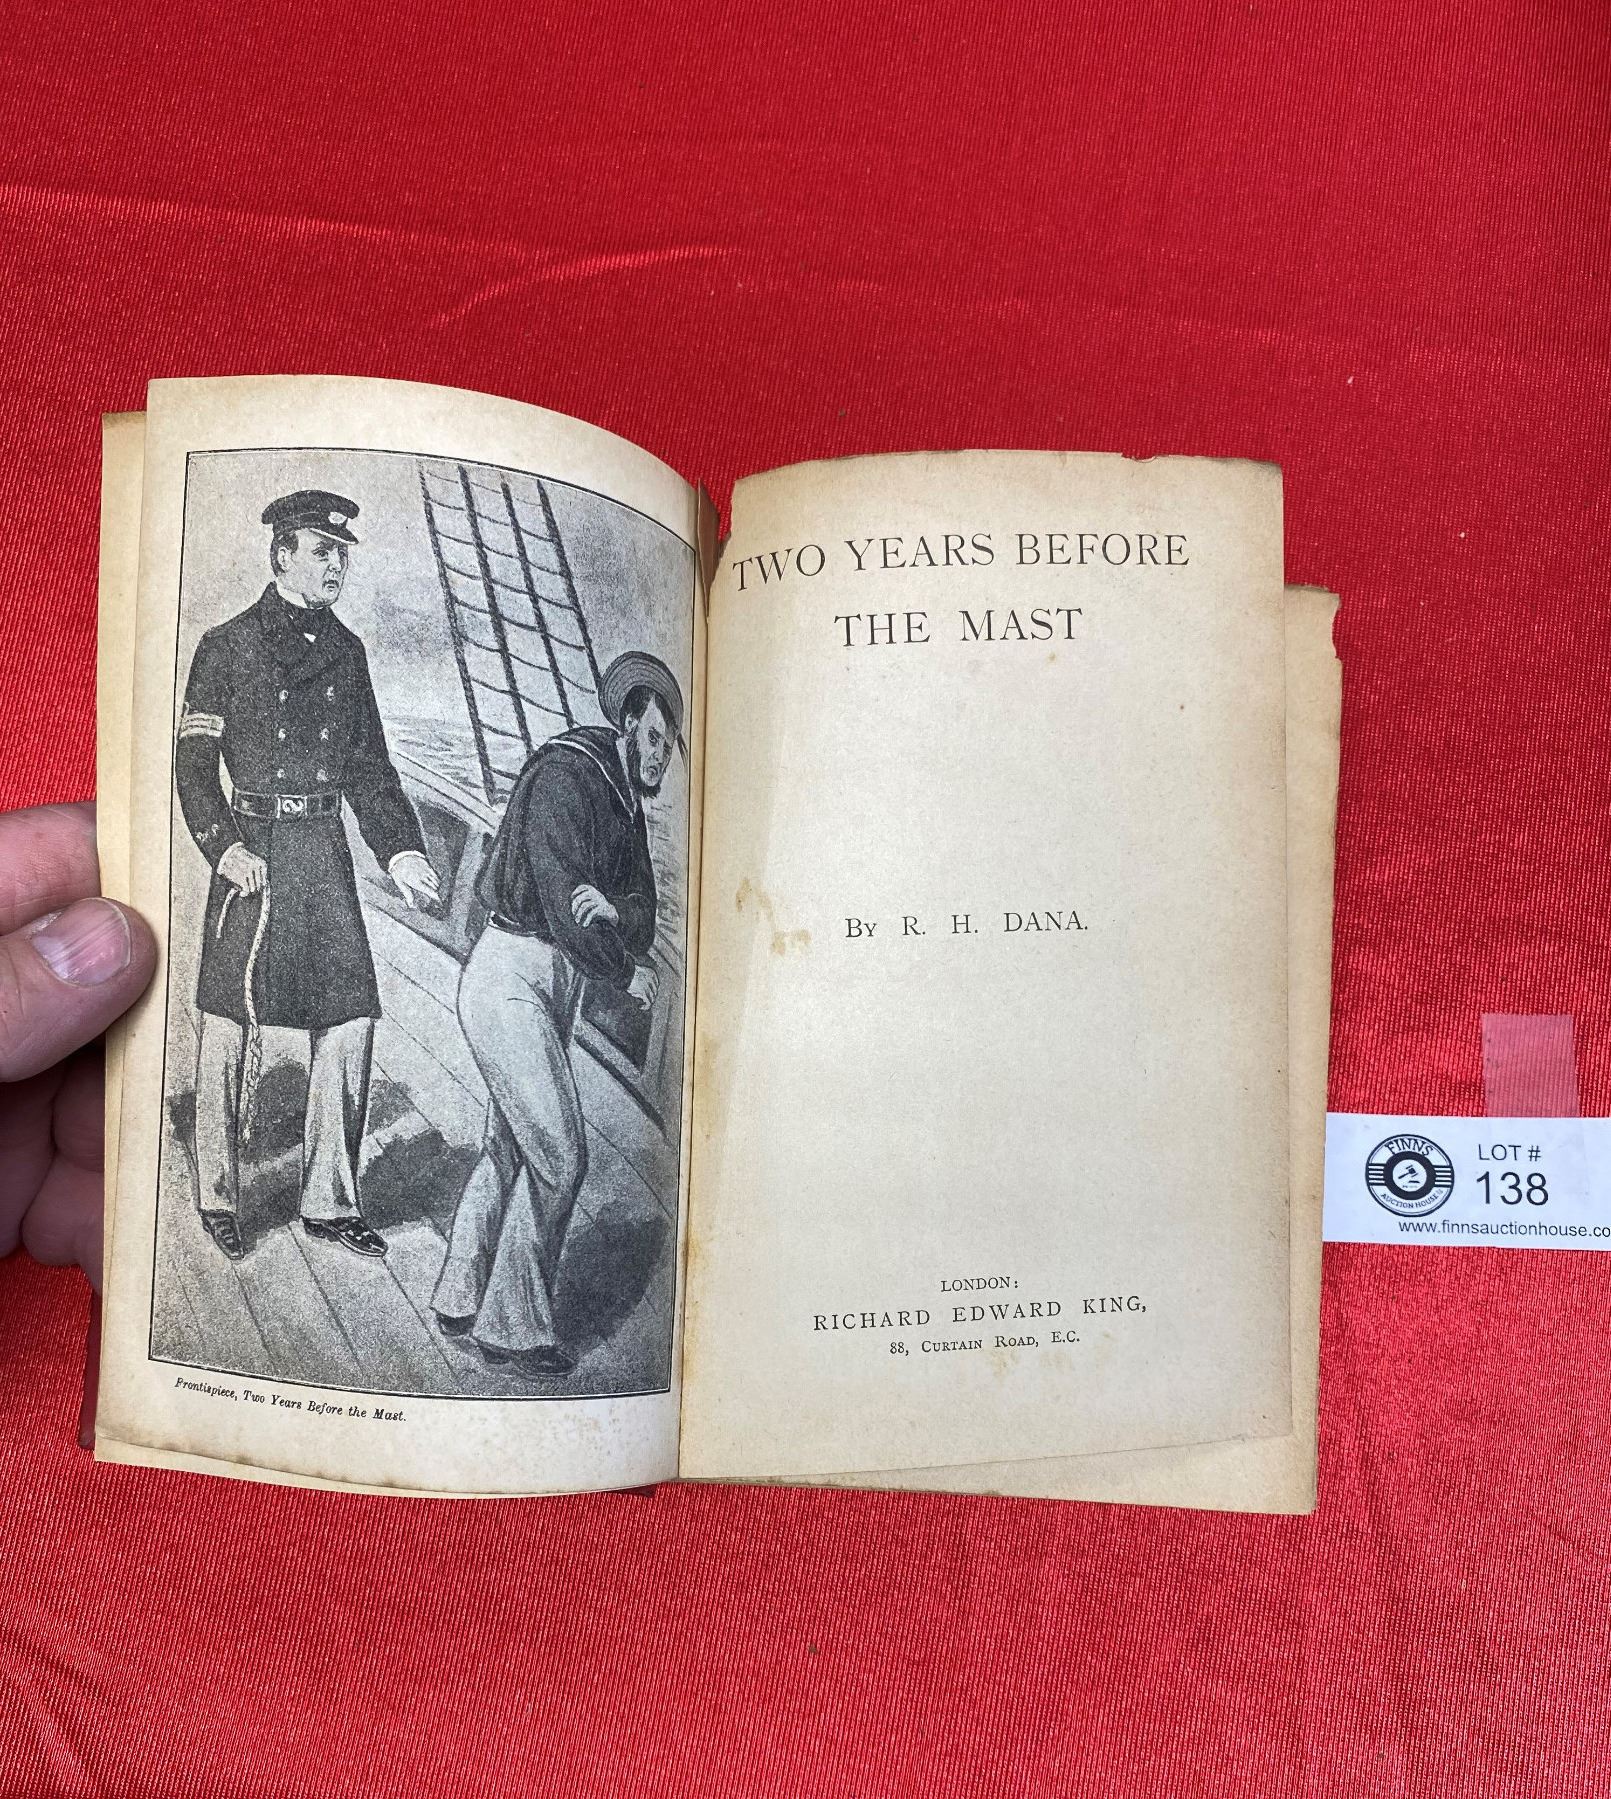 Frontispiece, Two Years Before the Mast.
TWO YEARS BEFORE
THE MAST
By R. H. DANA.
LONDON:
RICHARD EDWARD KING,
88, CURTAIN ROAD, E.C.
FINNS
AUCTION HOUSE
LOT #
138
www.finnsauctionhouse.co